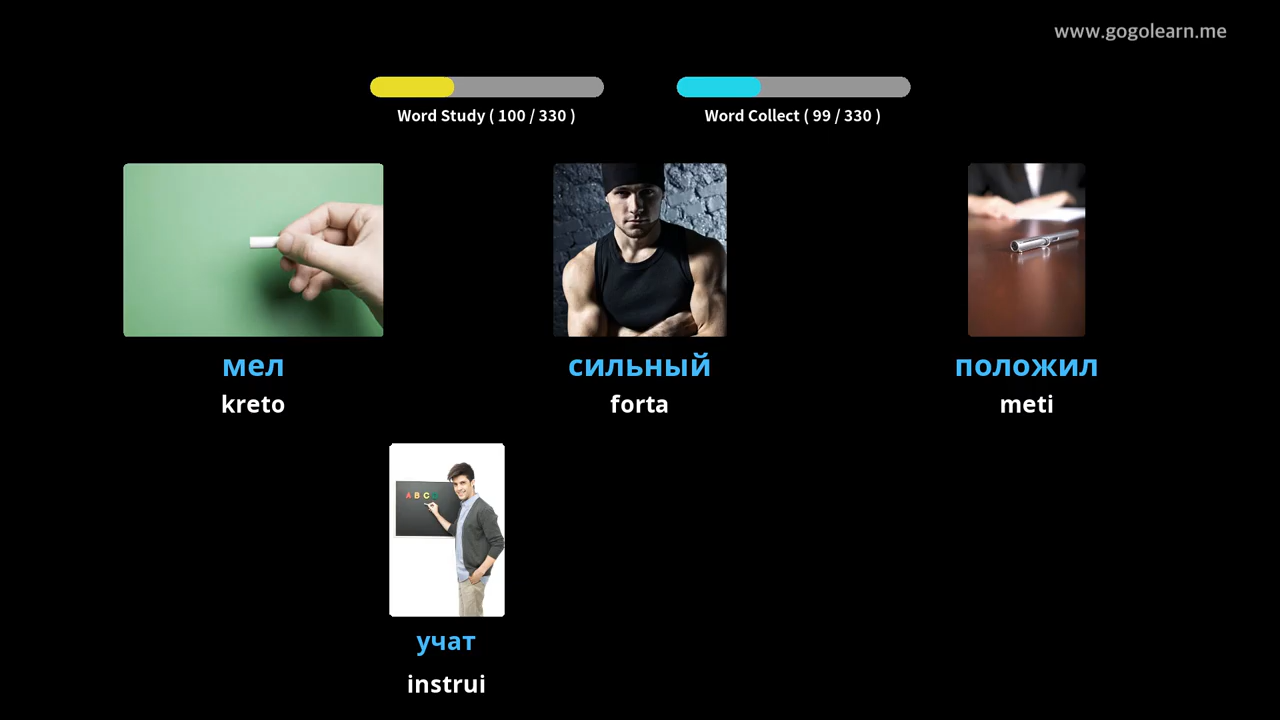 www.gogolearn.me
Word Study ( 100 / 330 )
Word Collect ( 99 / 330 )
мел
сильный
положил
kreto
forta
meti
A B C
учат
instrui